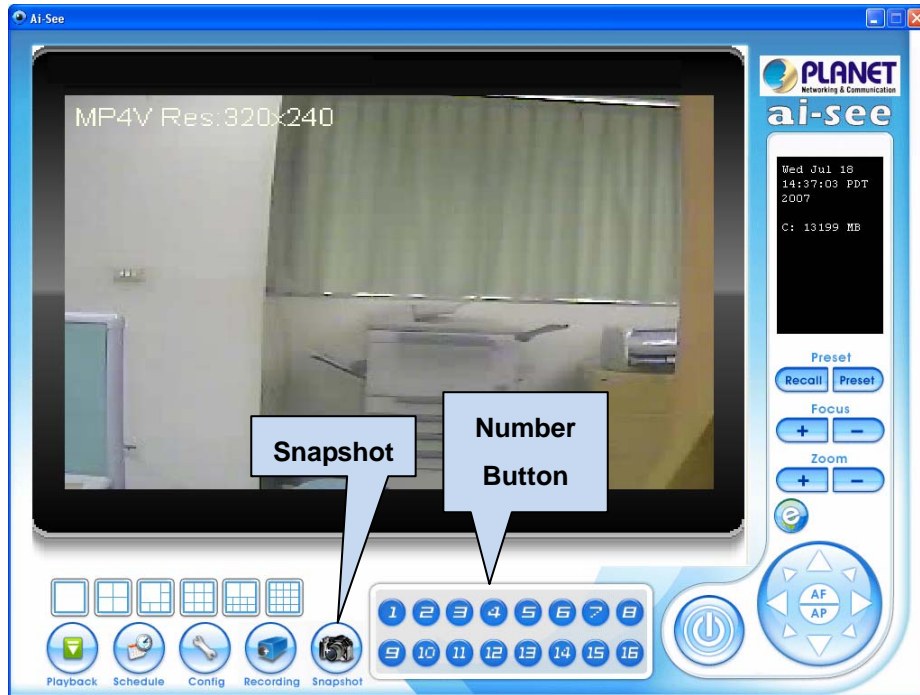 Ai-See
MP4V Res:320x240
PLANET
Networking & Communication
ai-see
Wed Jul 18
14:37:03 PDT
2007
C: 13199 MB
Preset
Recall Preset
Focus
+ −
Zoom
+ −
e
Snapshot
Number
Button
1 2 3 4 5 6 7 8
9 10 11 12 13 14 15 16
AF
AP
Playback Schedule Config Recording Snapshot